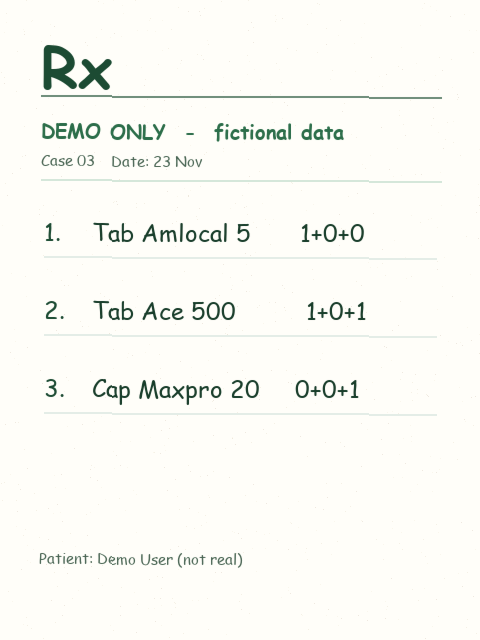 Rx
DEMO ONLY - fictional data
Case 03 Date: 23 Nov
1. Tab Amlocal 5 1+0+0
2. Tab Ace 500 1+0+1
3. Cap Maxpro 20 0+0+1
Patient: Demo User (not real)